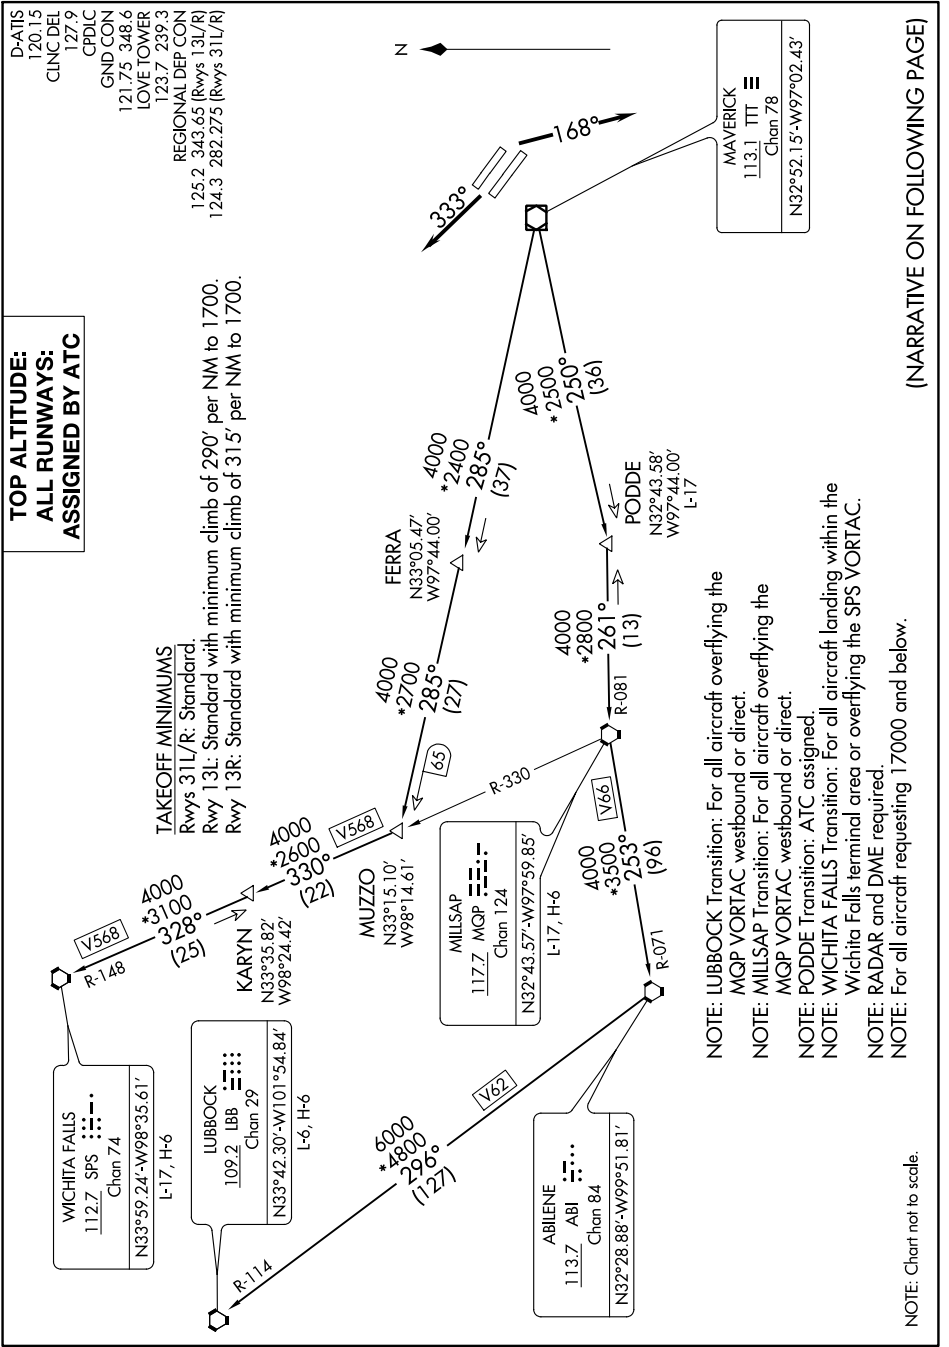 TOP ALTITUDE:
ALL RUNWAYS:
ASSIGNED BY ATC
D-ATIS
120.15
CLNC DEL
127.9
CPDLC
GND CON
121.75 348.6
LOVE TOWER
123.7 239.3
REGIONAL DEP CON
125.2 343.65 (Rwys 13L/R)
124.3 282.275 (Rwys 31L/R)
TAKEOFF MINIMUMS
Rwys 31L/R: Standard.
Rwy 13L: Standard with minimum climb of 290' per NM to 1700.
Rwy 13R: Standard with minimum climb of 315' per NM to 1700.
N
333°
168°
MAVERICK
113.1 TTT
Chan 78
N32°52.15'-W97°02.43'
4000
*2400
285°
(37)
4000
*2500
250°
(36)
FERRA
N33°05.47'
W97°44.00'
PODDE
N32°43.58'
W97°44.00'
L-17
4000
*2700
285°
(27)
65
4000
*2800
261°
(13)
R-081
R-330
MUZZO
N33°15.10'
W98°14.61'
V568
4000
*2600
330°
(22)
KARYN
N33°35.82'
W98°24.42'
4000
*3100
328°
(25)
V568
R-148
WICHITA FALLS
112.7 SPS
Chan 74
N33°59.24'-W98°35.61'
L-17, H-6
MILLSAP
117.7 MQP
Chan 124
N32°43.57'-W97°59.85'
L-17, H-6
V66
4000
*3500
253°
(96)
R-071
ABILENE
113.7 ABI
Chan 84
N32°28.88'-W99°51.81'
V62
6000
*4800
296°
(127)
R-114
LUBBOCK
109.2 LBB
Chan 29
N33°42.30'-W101°54.84'
L-6, H-6
NOTE: LUBBOCK Transition: For all aircraft overflying the
MQP VORTAC westbound or direct.
NOTE: MILLSAP Transition: For all aircraft overflying the
MQP VORTAC westbound or direct.
NOTE: PODDE Transition: ATC assigned.
NOTE: WICHITA FALLS Transition: For all aircraft landing within the
Wichita Falls terminal area or overflying the SPS VORTAC.
NOTE: RADAR and DME required.
NOTE: For all aircraft requesting 17000 and below.
NOTE: Chart not to scale.
(NARRATIVE ON FOLLOWING PAGE)